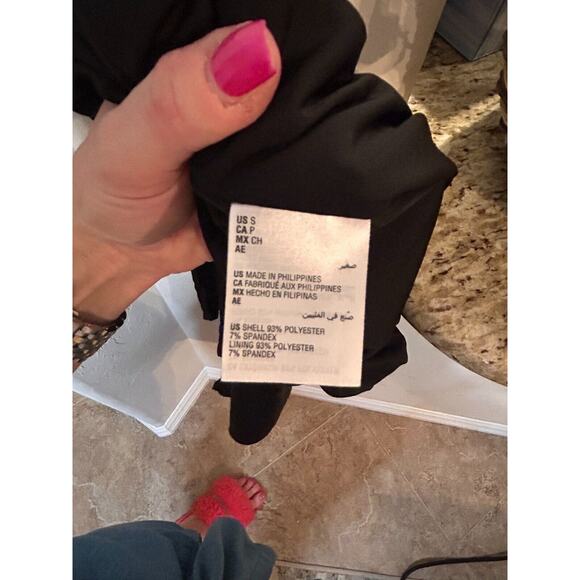 US S
CA P
MX CH
AE
صغير
US MADE IN PHILIPPINES
CA FABRIQUÉ AUX PHILIPPINES
MX HECHO EN FILIPINAS
AE
صنع في الفلبين
US SHELL 93% POLYESTER
7% SPANDEX
LINING 93% POLYESTER
7% SPANDEX